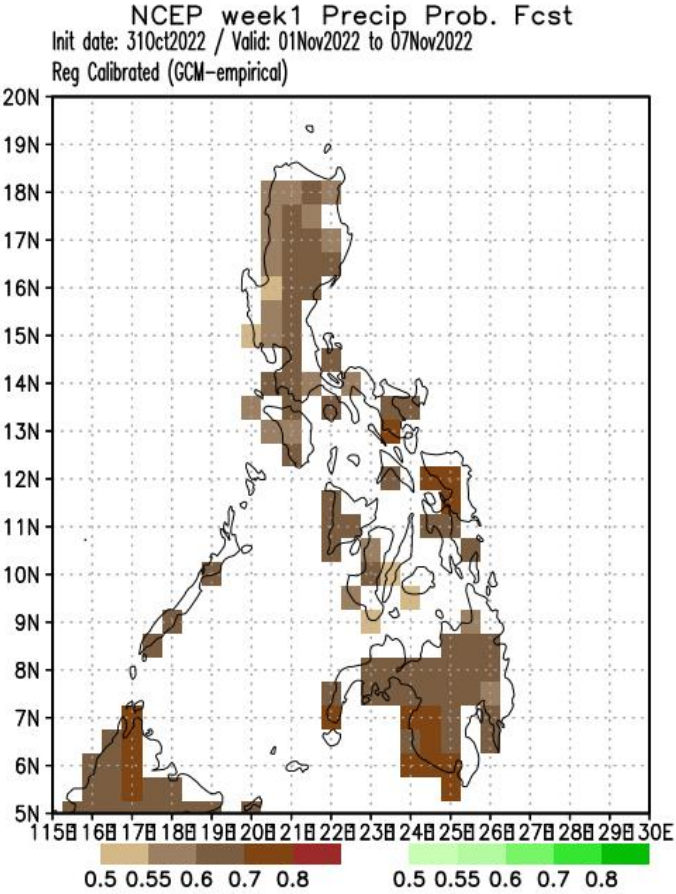 NCEP week1 Precip Prob. Fcst
Init date: 31Oct2022 / Valid: 01Nov2022 to 07Nov2022
Reg Calibrated (GCM-empirical)
20N
19N
18N
17N
16N
15N
14N
13N
12N
11N
10N
9N
8N
7N
6N
5N
115E 116E 117E 118E 119E 120E 121E 122E 123E 124E 125E 126E 127E 128E 129E 130E
0.5 0.55 0.6 0.7 0.8 0.5 0.55 0.6 0.7 0.8